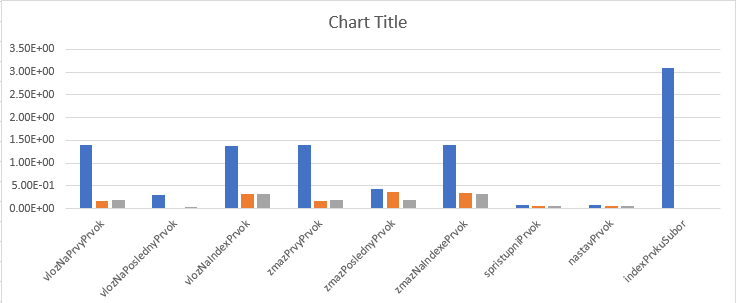 Chart Title
3.50E+00
3.00E+00
2.50E+00
2.00E+00
1.50E+00
1.00E+00
5.00E-01
0.00E+00
vlozNaPrvyPrvok
vlozNaPoslednyPrvok
vlozNaIndexPrvok
zmazPrvyPrvok
zmazPoslednyPrvok
zmazNaIndexePrvok
spristupniPrvok
nastavPrvok
indexPrvkuSubor